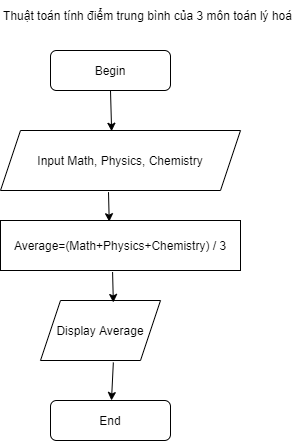 Thuật toán tính điểm trung bình của 3 môn toán lý hoá
Begin
Input Math, Physics, Chemistry
Average=(Math+Physics+Chemistry) / 3
Display Average
End